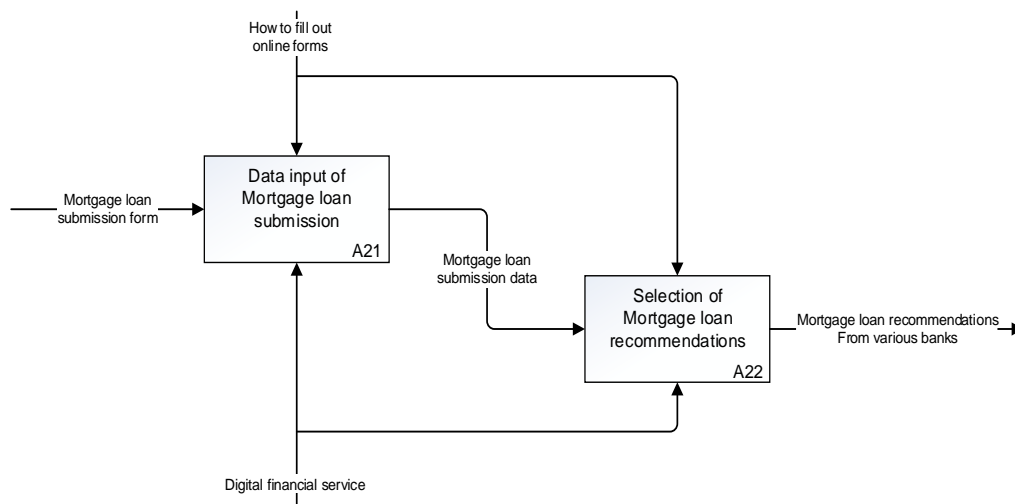 How to fill out
online forms
Data input of
Mortgage loan
submission
A21
Mortgage loan
submission form
Mortgage loan
submission data
Selection of
Mortgage loan
recommendations
A22
Mortgage loan recommendations
From various banks
Digital financial service